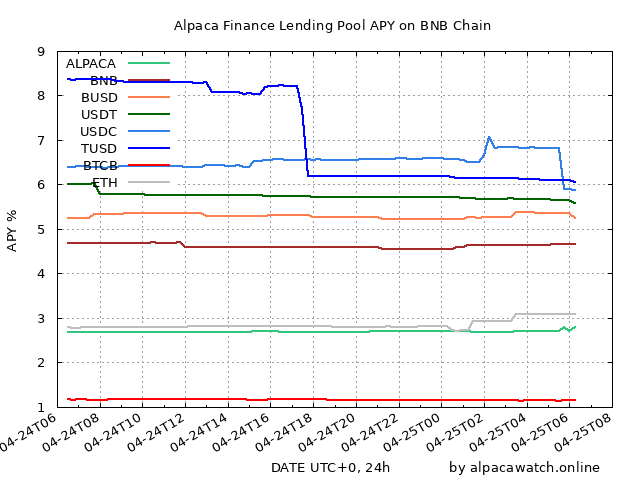 Alpaca Finance Lending Pool APY on BNB Chain
APY %
9
8
7
6
5
4
3
2
1
ALPACA
BNB
BUSD
USDT
USDC
TUSD
BTCB
ETH
04-24T06
04-24T08
04-24T10
04-24T12
04-24T14
04-24T16
04-24T18
04-24T20
04-24T22
04-25T00
04-25T02
04-25T04
04-25T06
04-25T08
DATE UTC+0, 24h
by alpacawatch.online